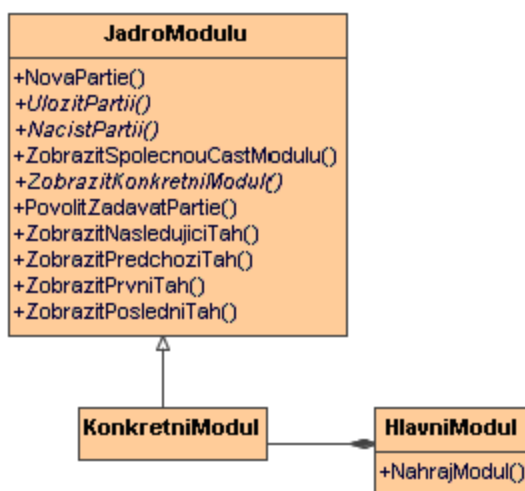 JadroModulu
+NovaPartie()
+UlozitPartii()
+NacistPartii()
+ZobrazitSpolecnouCastModulu()
+ZobrazitKonkretniModul()
+PovolitZadavatPartie()
+ZobrazitNasledujiciTah()
+ZobrazitPredchoziTah()
+ZobrazitPrvniTah()
+ZobrazitPosledniTah()
KonkretniModul
HlavniModul
+NahrajModul()